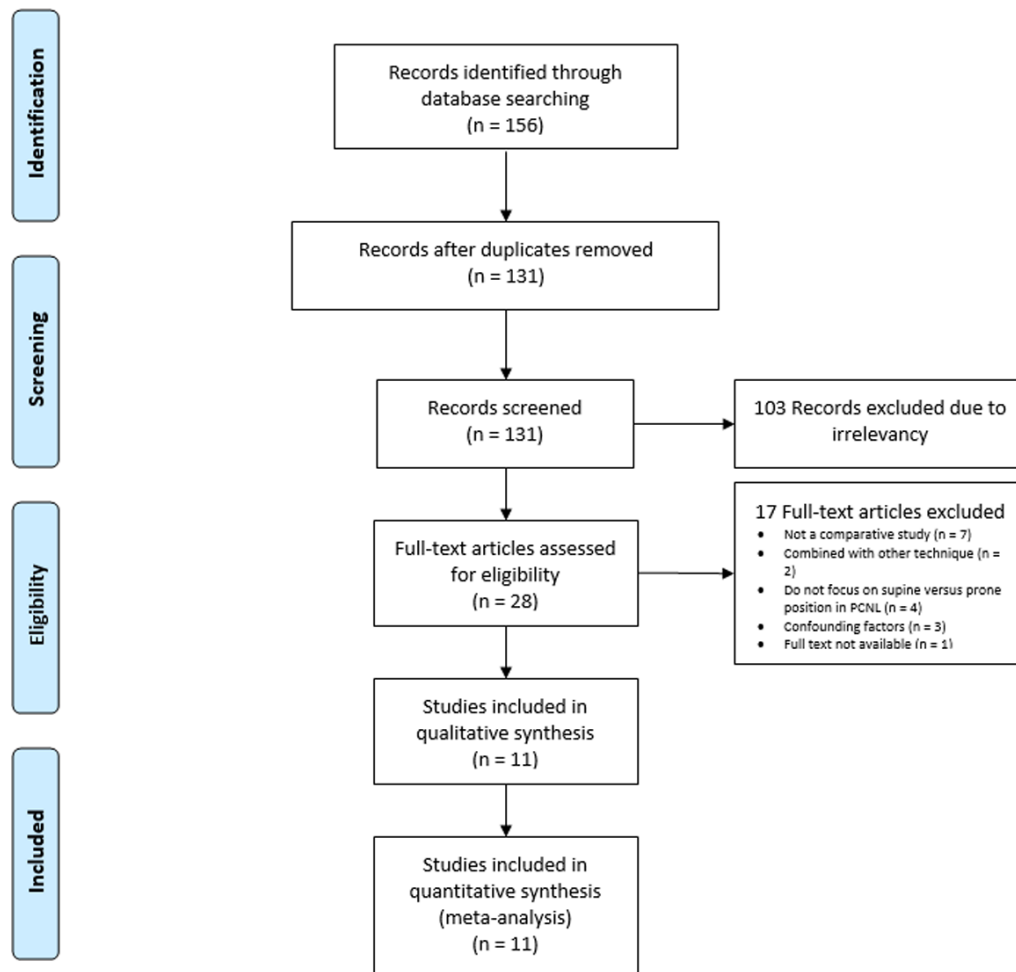 Identification
Records identified through
database searching
(n = 156)
Records after duplicates removed
(n = 131)
Screening
Records screened
(n = 131)
103 Records excluded due to
irrelevancy
Eligibility
Full-text articles assessed
for eligibility
(n = 28)
17 Full-text articles excluded
• Not a comparative study (n = 7)
• Combined with other technique (n =
2)
• Do not focus on supine versus prone
position in PCNL (n = 4)
• Confounding factors (n = 3)
• Full text not available (n = 1)
Studies included in
qualitative synthesis
(n = 11)
Included
Studies included in
quantitative synthesis
(meta-analysis)
(n = 11)